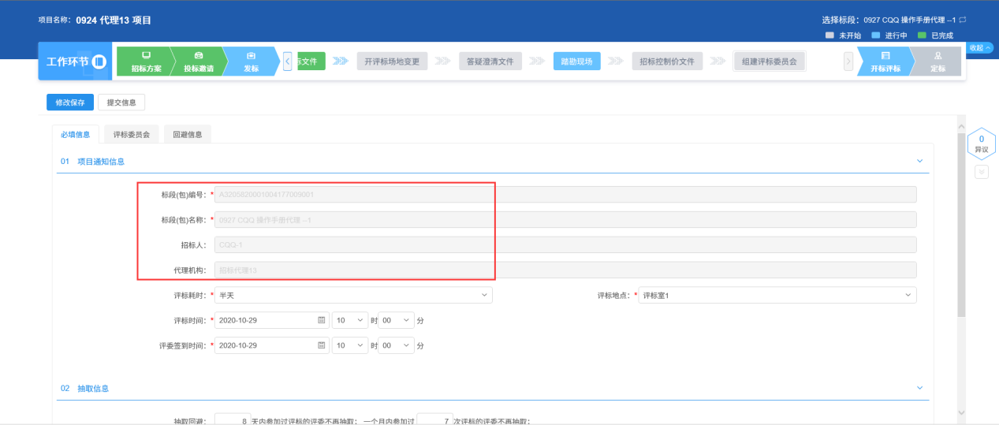 项目名称: 0924 代理13 项目
选择标段: 0927 CQQ 操作手册代理 --1
未开始 进行中 已完成
收起
工作环节 招标方案 投标邀请 发标 标文件 开评标场地变更 答疑澄清文件 踏勘现场 招标控制价文件 组建评标委员会 开标评标 定标
修改保存 提交信息
必填信息 评标委员会 回避信息
0
异议
01 项目通知信息
标段(包)编号: * A3205820001004177009001
标段(包)名称: * 0927 CQQ 操作手册代理 --1
招标人: CQQ-1
代理机构: 招标代理13
评标耗时: * 半天 评标地点: * 评标室1
评标时间: * 2020-10-29 10 时 00 分
评委签到时间: * 2020-10-29 10 时 00 分
02 抽取信息
抽取回避: 8 天内参加过评标的评委不再抽取; 一个月内参加过 7 次评标的评委不再抽取;